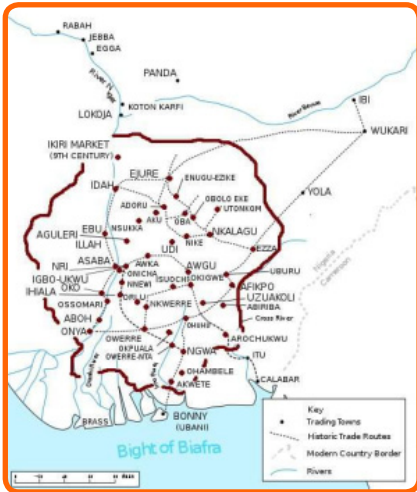 RABAH
JEBBA
EGGA
River Niger
PANDA
KOTON KARFI
LOKOJA
River Benue
IBI
WUKARI
IKIRI MARKET
(9TH CENTURY)
EJURE
ENUGU-EZIKE
IDAH
YOLA
OBOLO EKE
UTONKOM
ADORU
AKU
OBA
EBU
NSUKKA
NKALAGU
AGULERI
ILLAH
NIKE
UDI
EZZA
Nigeria
Cameroon
ASABA
AWKA
NRI
ONICHA
AWGU
UBURU
IGBO-UKWU
NNEWI
ISUOCHI
OKIGWE
IHIALA
OKO
AFIKPO
ORLU
UZUAKOLI
OSSOMARI
NKWERRE
ABIRIBA
ABOH
Cross River
ONYA
OWERRE
AROCHUKWU
OKPUALA
OWERRE-NTA
NGWA
ITU
OHAMBELE
CALABAR
AKWETE
BRASS
BONNY
(UBANI)
Bight of Biafra
Key
Trading Towns
Historic Trade Routes
Modern Country Border
Rivers